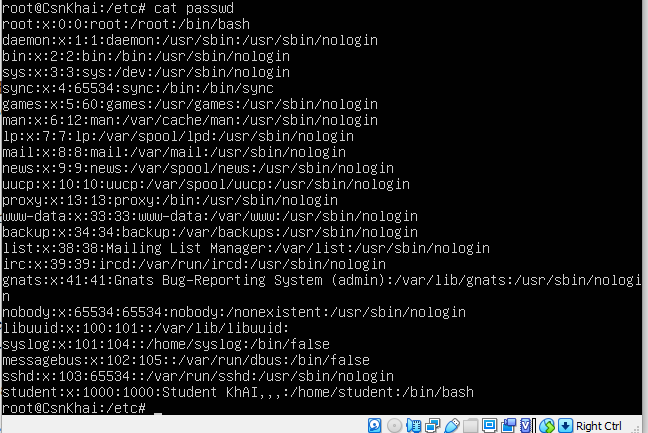 root@CsnKhai:/etc# cat passwd
root:x:0:0:root:/root:/bin/bash
daemon:x:1:1:daemon:/usr/sbin:/usr/sbin/nologin
bin:x:2:2:bin:/bin:/usr/sbin/nologin
sys:x:3:3:sys:/dev:/usr/sbin/nologin
sync:x:4:65534:sync:/bin:/bin/sync
games:x:5:60:games:/usr/games:/usr/sbin/nologin
man:x:6:12:man:/var/cache/man:/usr/sbin/nologin
lp:x:7:7:lp:/var/spool/lpd:/usr/sbin/nologin
mail:x:8:8:mail:/var/mail:/usr/sbin/nologin
news:x:9:9:news:/var/spool/news:/usr/sbin/nologin
uucp:x:10:10:uucp:/var/spool/uucp:/usr/sbin/nologin
proxy:x:13:13:proxy:/bin:/usr/sbin/nologin
www-data:x:33:33:www-data:/var/www:/usr/sbin/nologin
backup:x:34:34:backup:/var/backups:/usr/sbin/nologin
list:x:38:38:Mailing List Manager:/var/list:/usr/sbin/nologin
irc:x:39:39:ircd:/var/run/ircd:/usr/sbin/nologin
gnats:x:41:41:Gnats Bug-Reporting System (admin):/var/lib/gnats:/usr/sbin/nologi
n
nobody:x:65534:65534:nobody:/nonexistent:/usr/sbin/nologin
libuuid:x:100:101::/var/lib/libuuid:
syslog:x:101:104::/home/syslog:/bin/false
messagebus:x:102:105::/var/run/dbus:/bin/false
sshd:x:103:65534::/var/run/sshd:/usr/sbin/nologin
student:x:1000:1000:Student KhAI,,,:/home/student:/bin/bash
root@CsnKhai:/etc# _
Right Ctrl